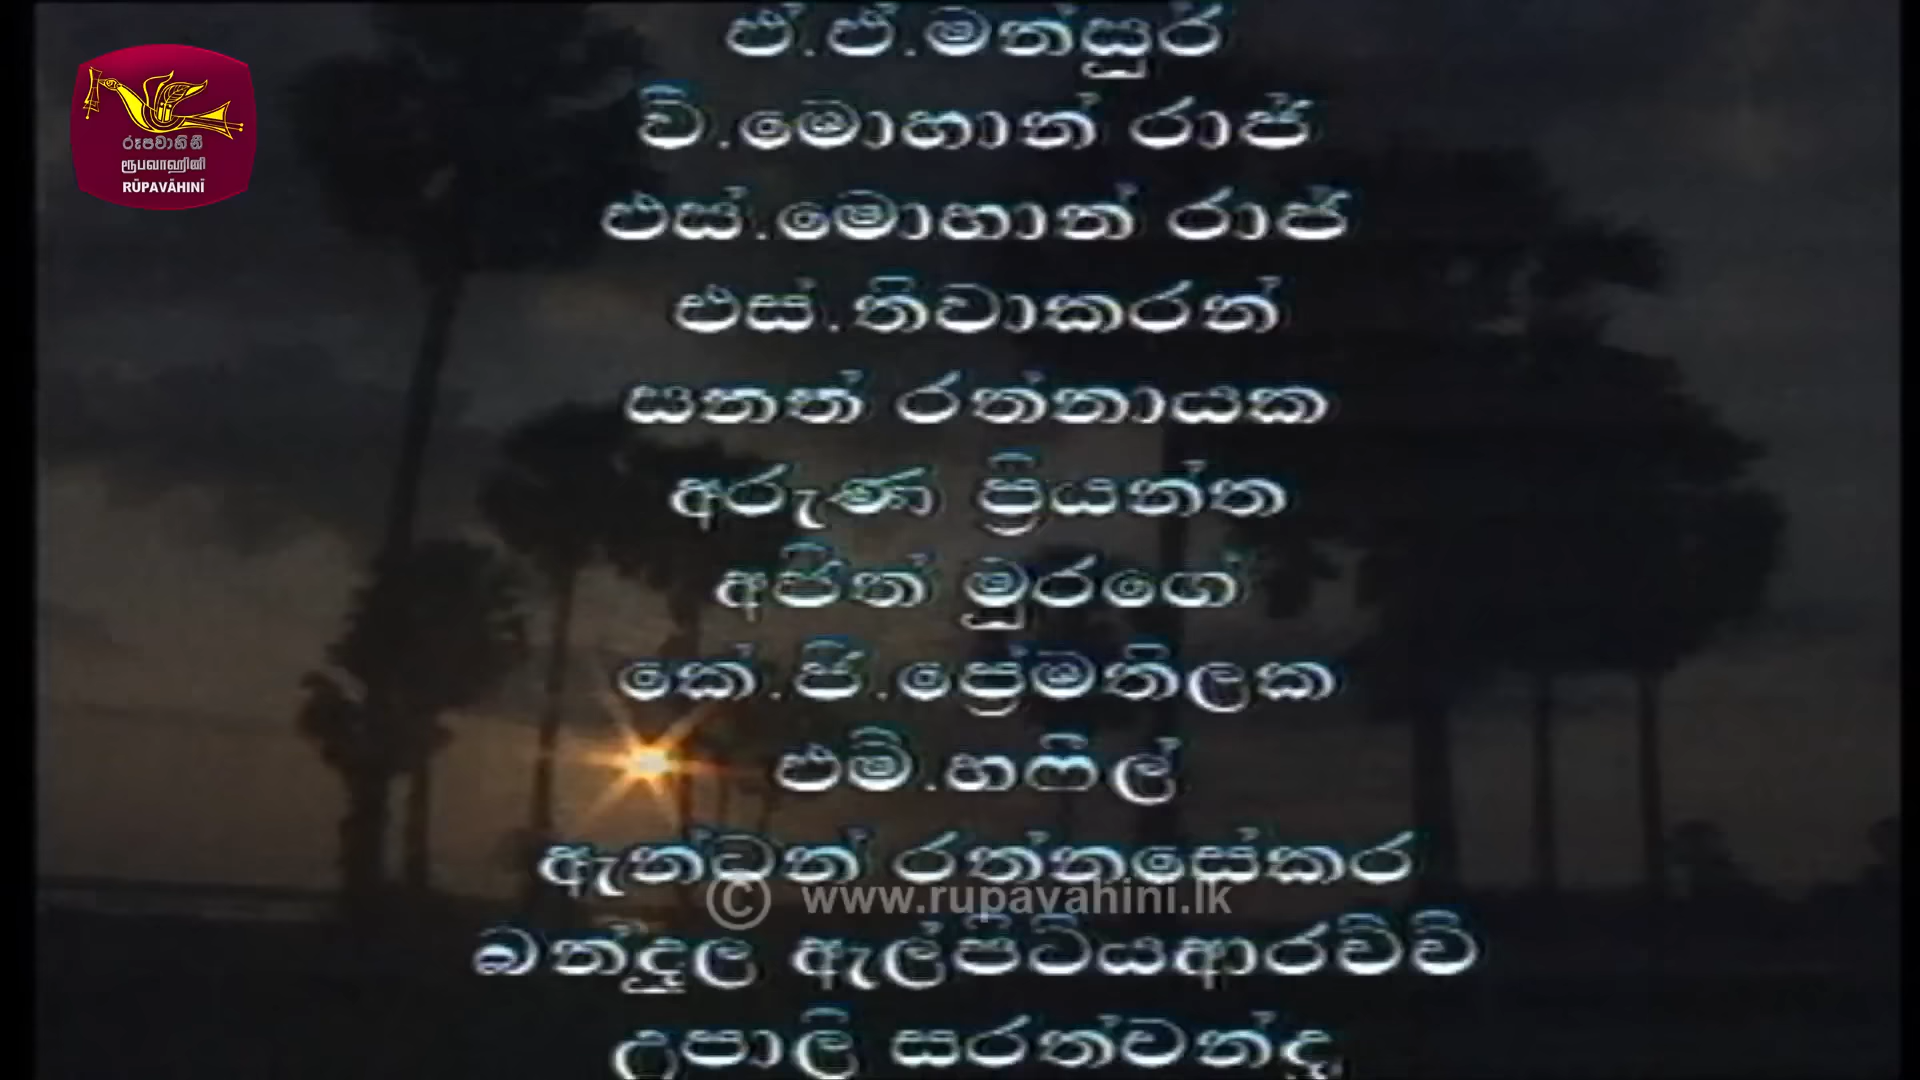 ඒ.ඒ.මන්සූර්
වී.මොහාන් රාජ්
එස්.මොහාන් රාජ්
එස්.තිවාකරන්
සනත් රත්නායක
අරුණ ප්‍රියන්ත
අජිත් මූරගේ
කේ.ජී.ප්‍රේමතිලක
එම්.හෆීල්
ඇන්ටන් රත්නසේකර
© www.rupavahini.lk
බන්දුල ඇල්පිටියආරච්චි
උපාලි සරත්චන්ද්‍ර
රූපවාහිනී
ரூபவாஹினி
RŪPAVĀHINĪ